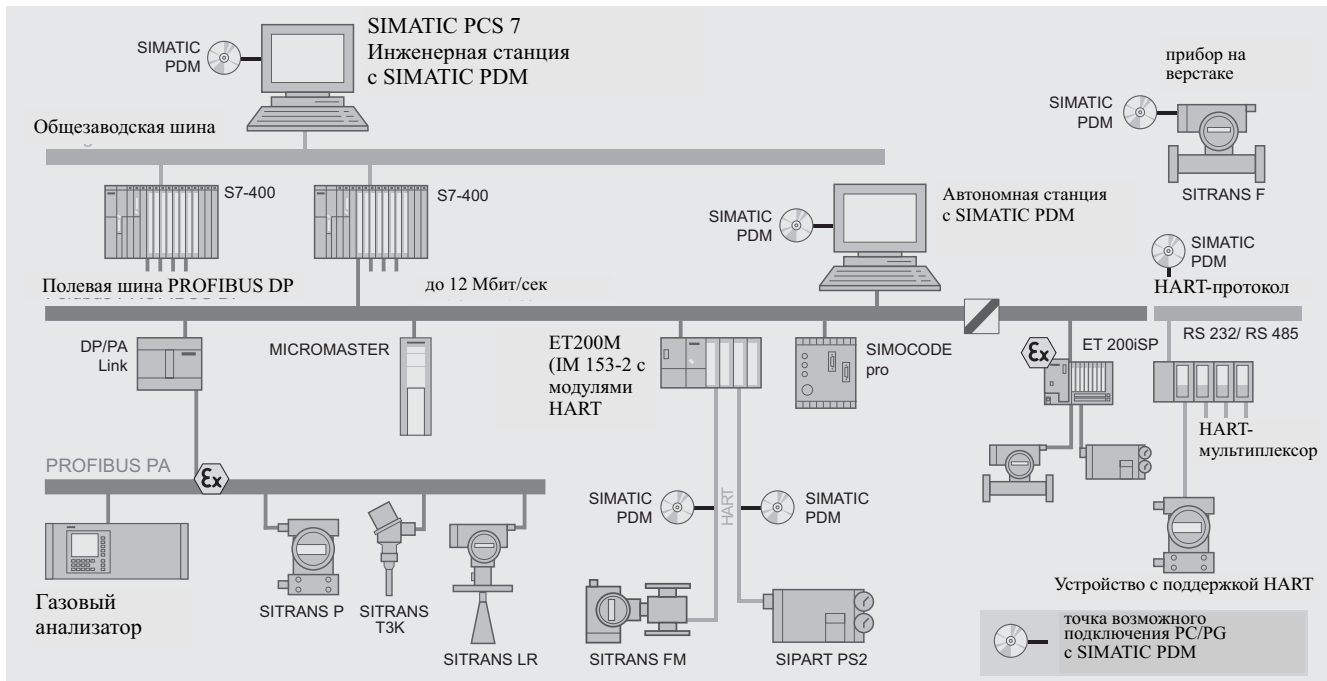 SIMATIC
PDM
SIMATIC PCS 7
Инженерная станция
с SIMATIC PDM
прибор на
верстаке
SIMATIC
PDM
SITRANS F
Общезаводская шина
S7-400
S7-400
SIMATIC
PDM
Автономная станция
с SIMATIC PDM
SIMATIC
PDM
HART-протокол
Полевая шина PROFIBUS DP
до 12 Мбит/сек
DP/PA
Link
MICROMASTER
ET200M
(IM 153-2 с
модулями
HART
SIMOCODE
pro
Ex
ET 200iSP
RS 232/ RS 485
HART-
мультиплексор
PROFIBUS PA
Ex
SIMATIC
PDM
HART
SIMATIC
PDM
Газовый
анализатор
SITRANS P
SITRANS
T3K
SITRANS LR
SITRANS FM
SIPART PS2
Устройство с поддержкой HART
точка возможного
подключения PC/PG
с SIMATIC PDM